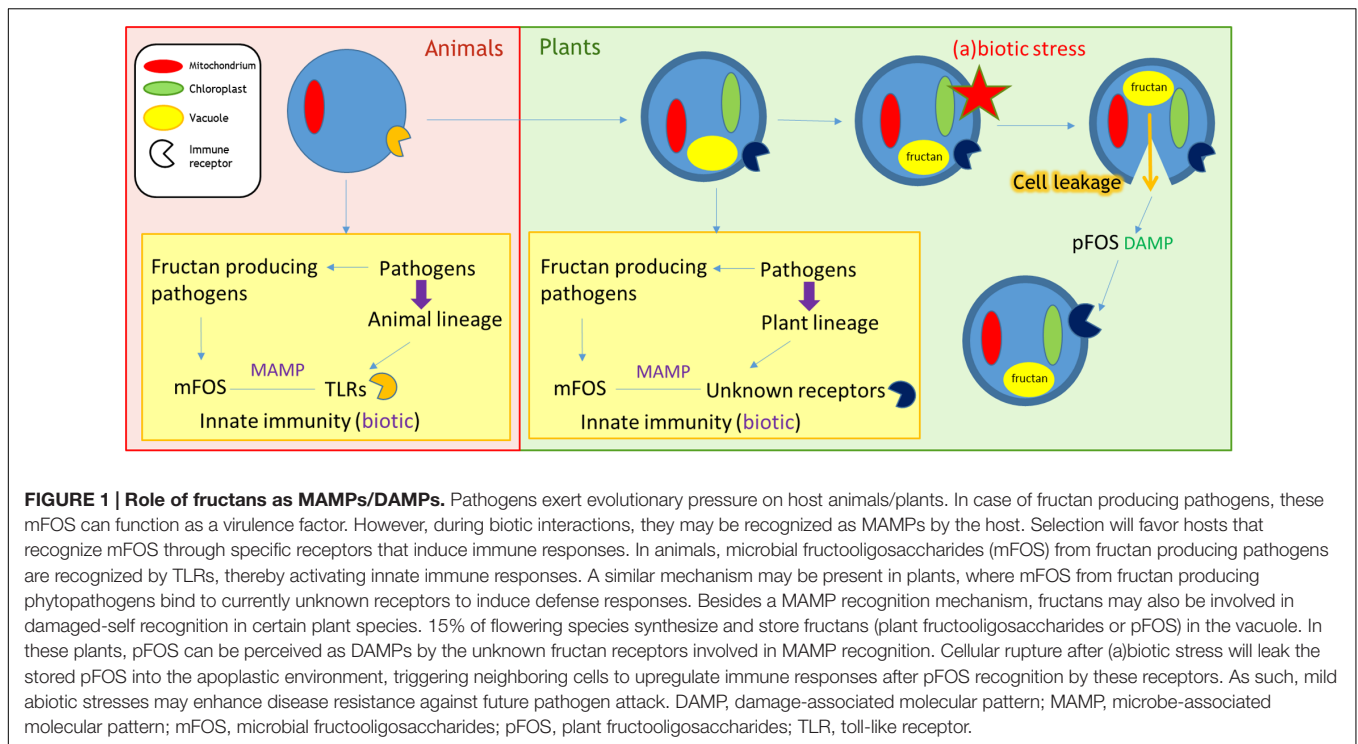 Animals
Plants
(a)biotic stress
Mitochondrium
Chloroplast
Vacuole
Immune
receptor
fructan
fructan
Cell leakage
pFOS DAMP
fructan
Fructan producing
pathogens
Pathogens
Animal lineage
MAMP
mFOS
TLRs
Innate immunity (biotic)
Fructan producing
pathogens
Pathogens
Plant lineage
MAMP
mFOS
Unknown receptors
Innate immunity (biotic)
FIGURE 1 | Role of fructans as MAMPs/DAMPs. Pathogens exert evolutionary pressure on host animals/plants. In case of fructan producing pathogens, these
mFOS can function as a virulence factor. However, during biotic interactions, they may be recognized as MAMPs by the host. Selection will favor hosts that
recognize mFOS through specific receptors that induce immune responses. In animals, microbial fructooligosaccharides (mFOS) from fructan producing pathogens
are recognized by TLRs, thereby activating innate immune responses. A similar mechanism may be present in plants, where mFOS from fructan producing
phytopathogens bind to currently unknown receptors to induce defense responses. Besides a MAMP recognition mechanism, fructans may also be involved in
damaged-self recognition in certain plant species. 15% of flowering species synthesize and store fructans (plant fructooligosaccharides or pFOS) in the vacuole. In
these plants, pFOS can be perceived as DAMPs by the unknown fructan receptors involved in MAMP recognition. Cellular rupture after (a)biotic stress will leak the
stored pFOS into the apoplastic environment, triggering neighboring cells to upregulate immune responses after pFOS recognition by these receptors. As such, mild
abiotic stresses may enhance disease resistance against future pathogen attack. DAMP, damage-associated molecular pattern; MAMP, microbe-associated
molecular pattern; mFOS, microbial fructooligosaccharides; pFOS, plant fructooligosaccharides; TLR, toll-like receptor.